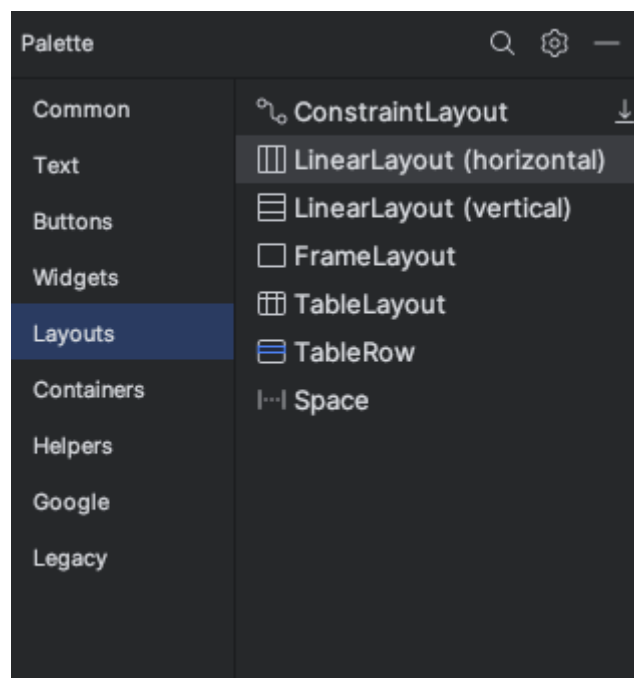 Palette
Common
Text
Buttons
Widgets
Layouts
Containers
Helpers
Google
Legacy
ConstraintLayout
LinearLayout (horizontal)
LinearLayout (vertical)
FrameLayout
TableLayout
TableRow
Space